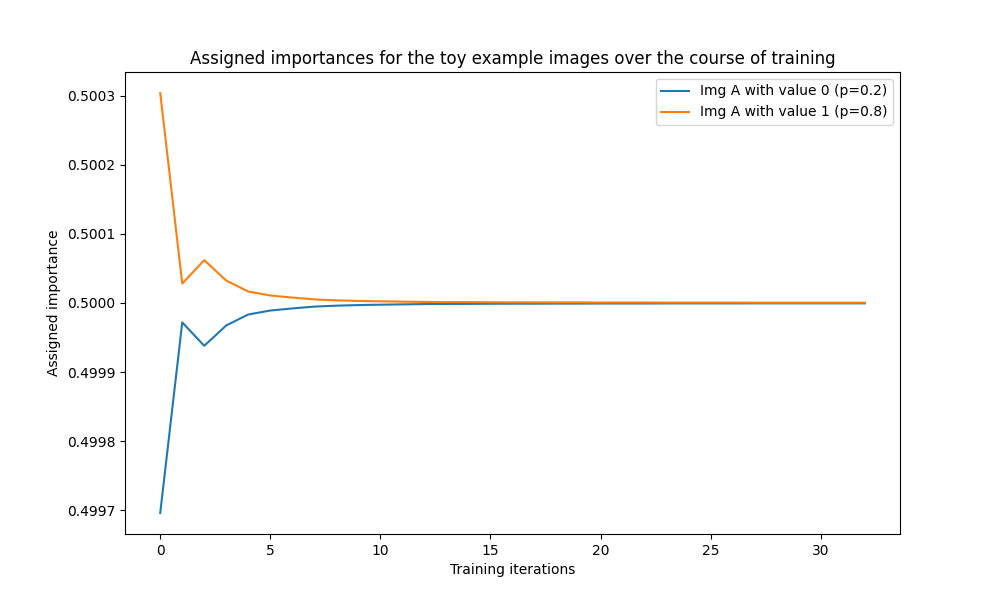 Assigned importances for the toy example images over the course of training
Img A with value 0 (p=0.2)
Img A with value 1 (p=0.8)
0.5003
0.5002
0.5001
0.5000
0.4999
0.4998
0.4997
Assigned importance
0 5 10 15 20 25 30
Training iterations